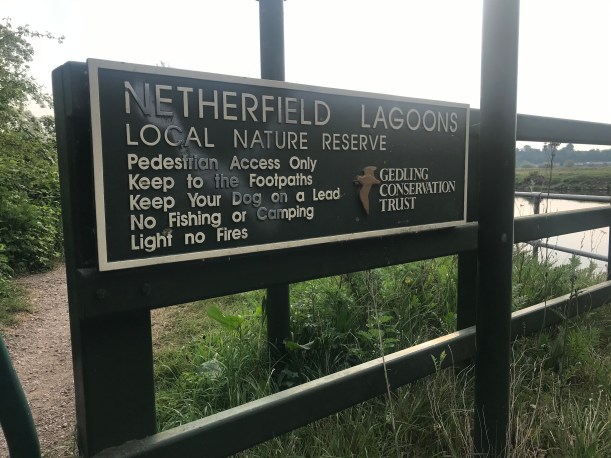 NETHERFIELD LAGOONS
LOCAL NATURE RESERVE
Pedestrian Access Only
Keep to the Footpaths
Keep Your Dog on a Lead
No Fishing or Camping
Light no Fires
GEDLING
CONSERVATION
TRUST